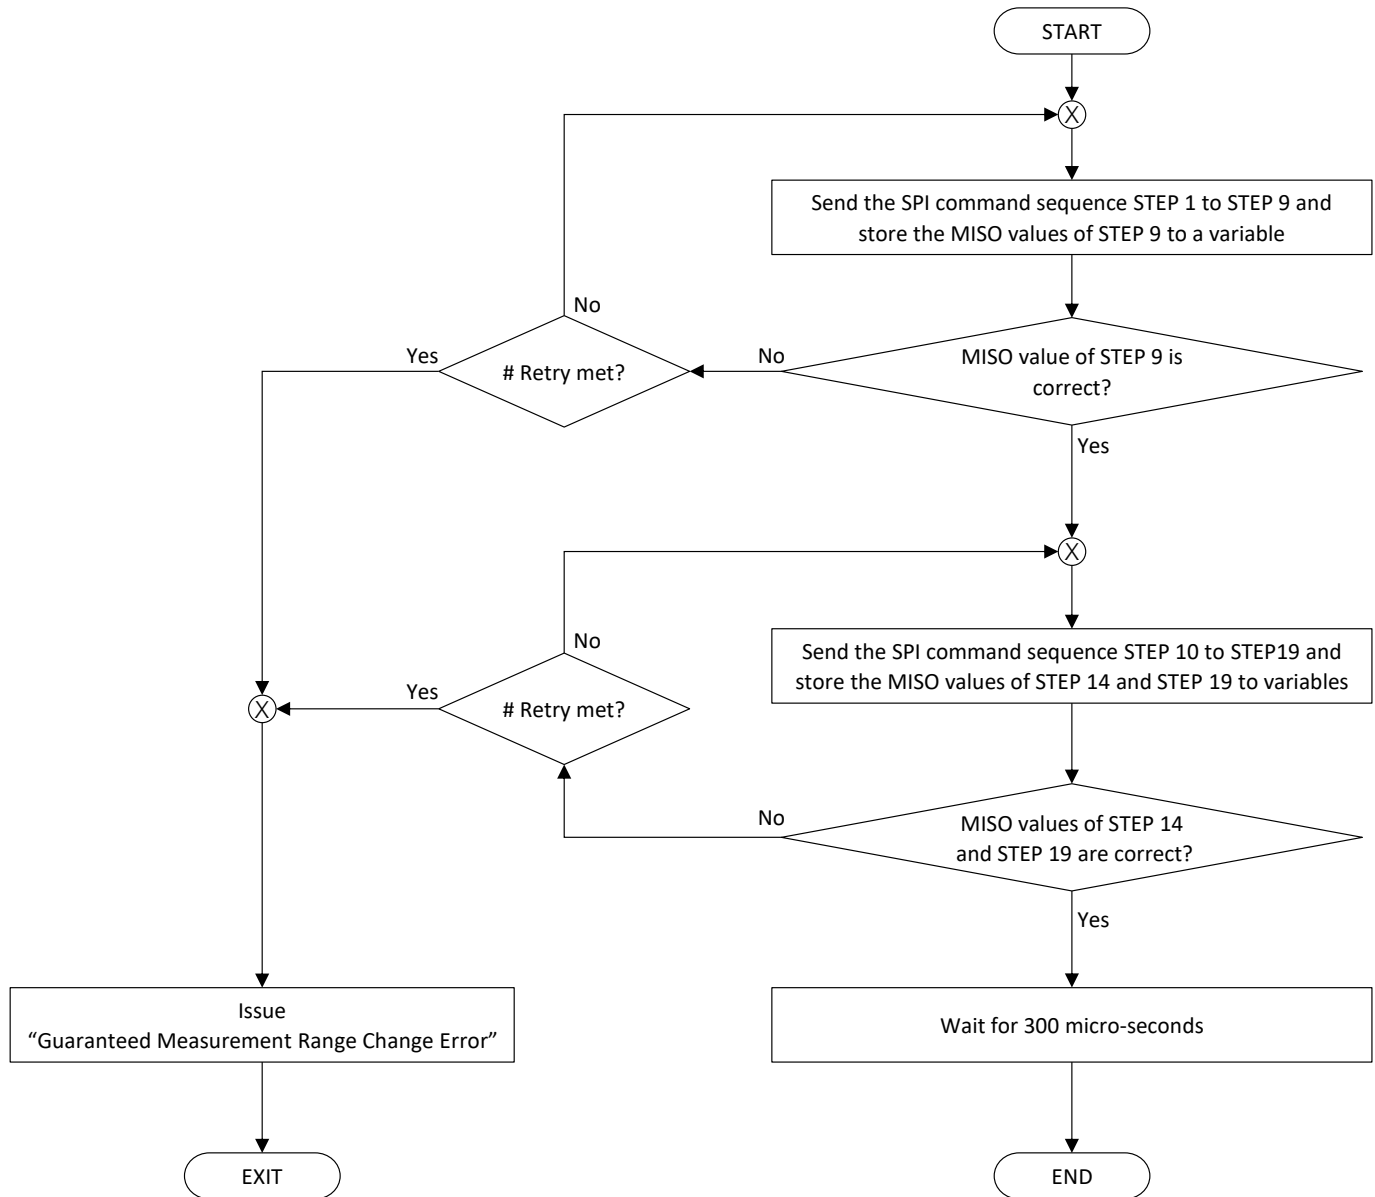 START
X
Send the SPI command sequence STEP 1 to STEP 9 and
store the MISO values of STEP 9 to a variable
No
Yes
# Retry met?
No
MISO value of STEP 9 is
correct?
Yes
X
No
Send the SPI command sequence STEP 10 to STEP19 and
store the MISO values of STEP 14 and STEP 19 to variables
Yes
# Retry met?
X
No
MISO values of STEP 14
and STEP 19 are correct?
Yes
Issue
“Guaranteed Measurement Range Change Error”
Wait for 300 micro-seconds
EXIT
END